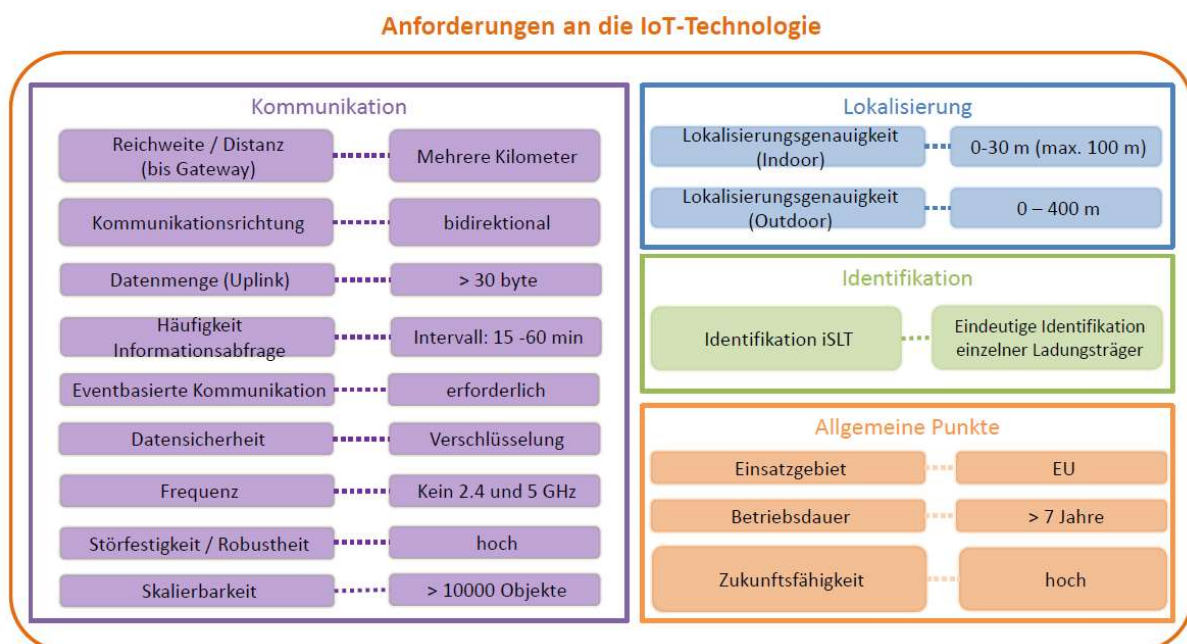 Anforderungen an die IoT-Technologie
Kommunikation
Reichweite / Distanz
(bis Gateway)
Mehrere Kilometer
Kommunikationsrichtung
bidirektional
Datenmenge (Uplink)
> 30 byte
Häufigkeit
Informationsabfrage
Intervall: 15 -60 min
Eventbasierte Kommunikation
erforderlich
Datensicherheit
Verschlüsselung
Frequenz
Kein 2.4 und 5 GHz
Störfestigkeit / Robustheit
hoch
Skalierbarkeit
> 10000 Objekte
Lokalisierung
Lokalisierungsgenauigkeit
(Indoor)
0-30 m (max. 100 m)
Lokalisierungsgenauigkeit
(Outdoor)
0 – 400 m
Identifikation
Identifikation iSLT
Eindeutige Identifikation
einzelner Ladungsträger
Allgemeine Punkte
Einsatzgebiet
EU
Betriebsdauer
> 7 Jahre
Zukunftsfähigkeit
hoch